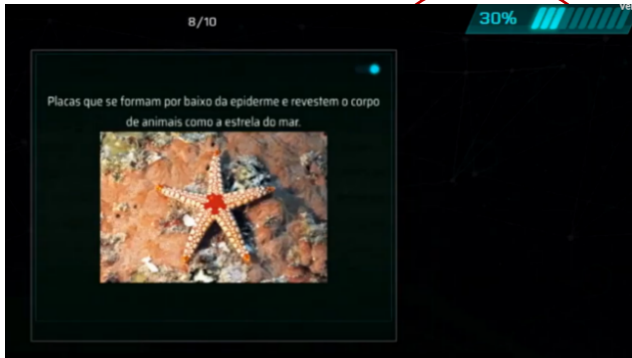 8/10
30%
Placas que se formam por baixo da epiderme e revestem o corpo
de animais como a estrela do mar.